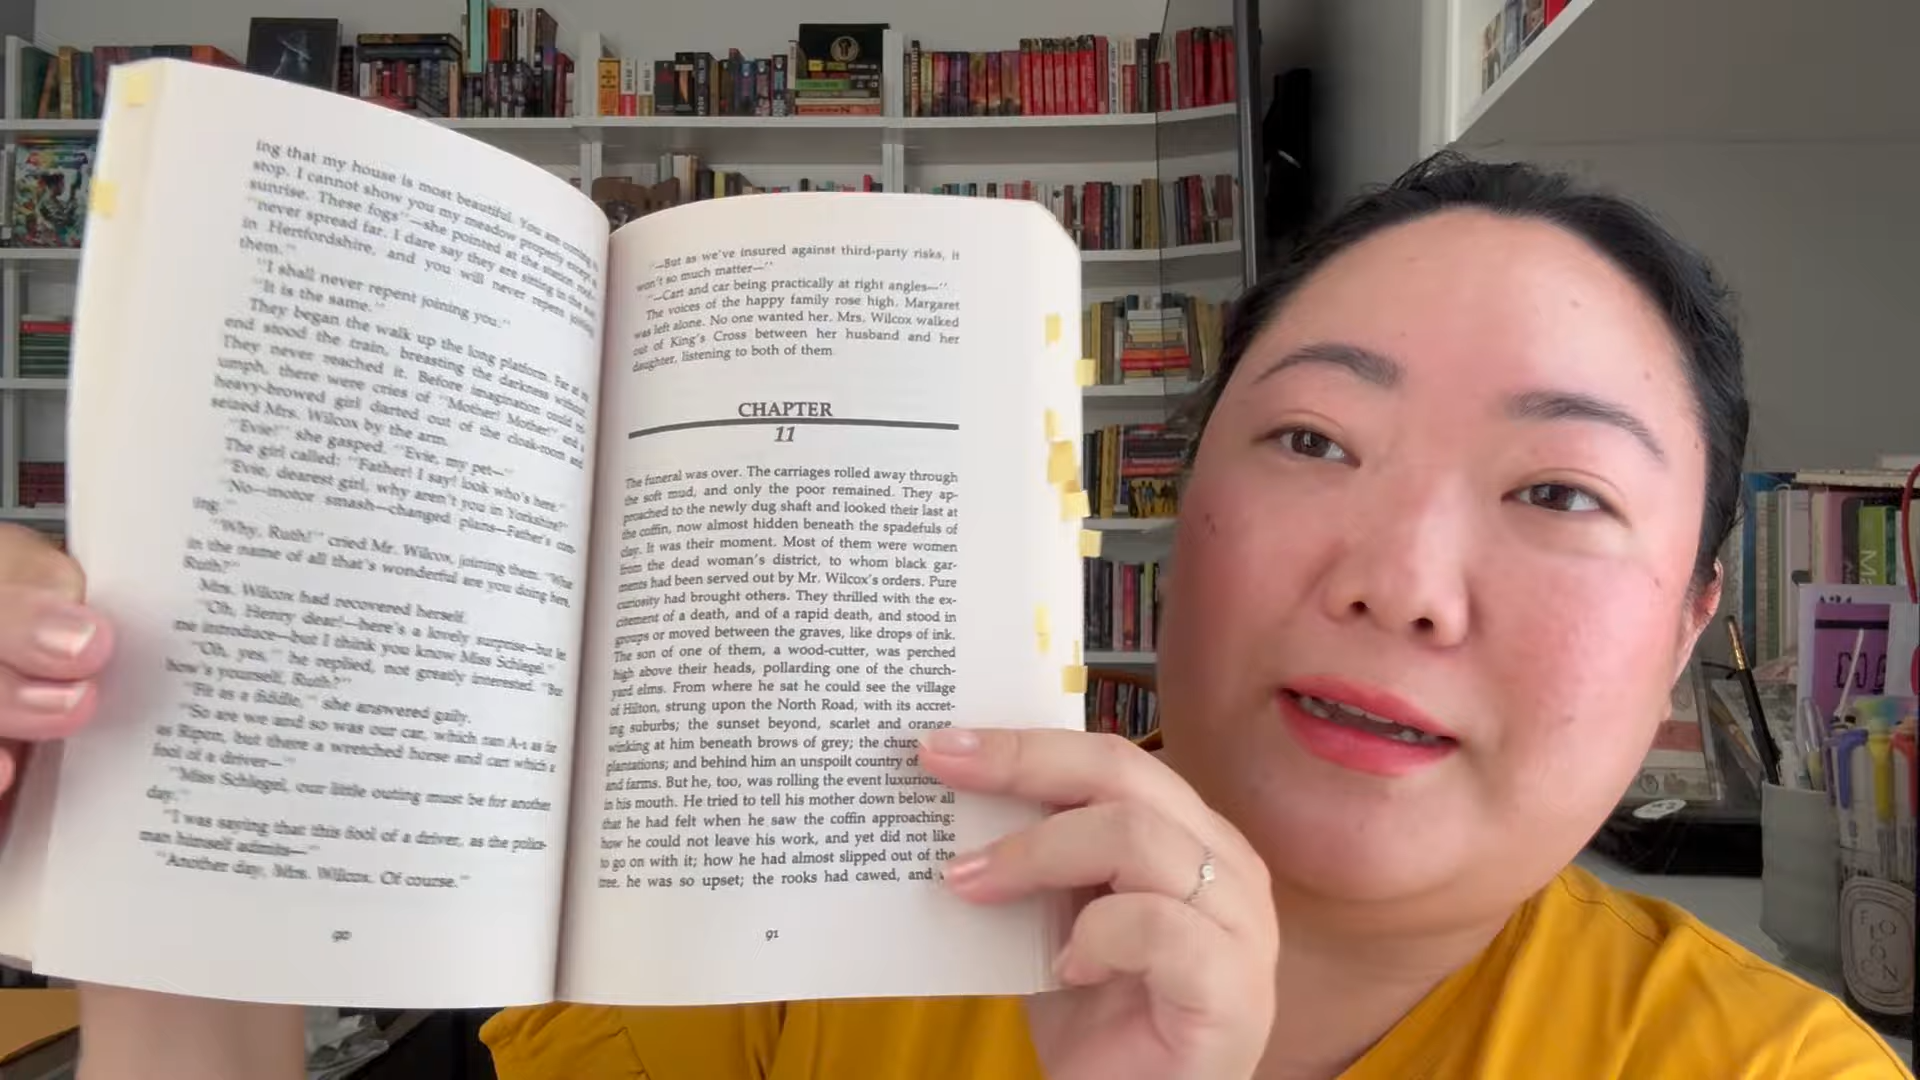 ing that my house is most beautiful. You are coming to
stop. I cannot show you my meadow properly except at
sunrise. These fogs"—she pointed at the station roof—
"never spread far. I dare say they are sitting in the sun
in Hertfordshire, and you will never repent joining
them."
"I shall never repent joining you."
"It is the same."
They began the walk up the long platform. Far at its
end stood the train, breasting the darkness without.
They never reached it. Before imagination could tri-
umph, there were cries of "Mother! Mother!" and a
heavy-browed girl darted out of the cloak-room and
seized Mrs. Wilcox by the arm.
"Evie!" she gasped. "Evie, my pet—"
The girl called: "Father! I say! look who's here."
"Evie, dearest girl, why aren't you in Yorkshire?"
"No—motor smash—changed plans—Father's com-
ing."
"Why, Ruth!" cried Mr. Wilcox, joining them. "What
in the name of all that's wonderful are you doing here,
Ruth?"
Mrs. Wilcox had recovered herself.
"Oh, Henry dear!—here's a lovely surprise—but let
me introduce—but I think you know Miss Schlegel."
"Oh, yes," he replied, not greatly interested. "But
how's yourself, Ruth?"
"Fit as a fiddle," she answered gaily.
"So are we and so was our car, which ran A-1 as far
as Ripon, but there a wretched horse and cart which a
fool of a driver—"
"Miss Schlegel, our little outing must be for another
day."
"I was saying that this fool of a driver, as the police-
man himself admits—"
"Another day, Mrs. Wilcox. Of course."
90
"—But as we've insured against third-party risks, it
won't so much matter—"
"—Cart and car being practically at right angles—"
The voices of the happy family rose high. Margaret
was left alone. No one wanted her. Mrs. Wilcox walked
out of King's Cross between her husband and her
daughter, listening to both of them.
CHAPTER
11
The funeral was over. The carriages rolled away through
the soft mud, and only the poor remained. They ap-
proached to the newly dug shaft and looked their last at
the coffin, now almost hidden beneath the spadefuls of
clay. It was their moment. Most of them were women
from the dead woman's district, to whom black gar-
ments had been served out by Mr. Wilcox's orders. Pure
curiosity had brought others. They thrilled with the ex-
citement of a death, and of a rapid death, and stood in
groups or moved between the graves, like drops of ink.
The son of one of them, a wood-cutter, was perched
high above their heads, pollarding one of the church-
yard elms. From where he sat he could see the village
of Hilton, strung upon the North Road, with its accret-
ing suburbs; the sunset beyond, scarlet and orange,
winking at him beneath brows of grey; the
plantations; and behind him an unspoilt country of
and farms. But he, too, was rolling the event
in his mouth. He tried to tell his mother down below all
that he had felt when he saw the coffin approaching:
how he could not leave his work, and yet did not like
to go on with it; how he had almost slipped out of the
tree, he was so upset; the rooks had cawed, and
91